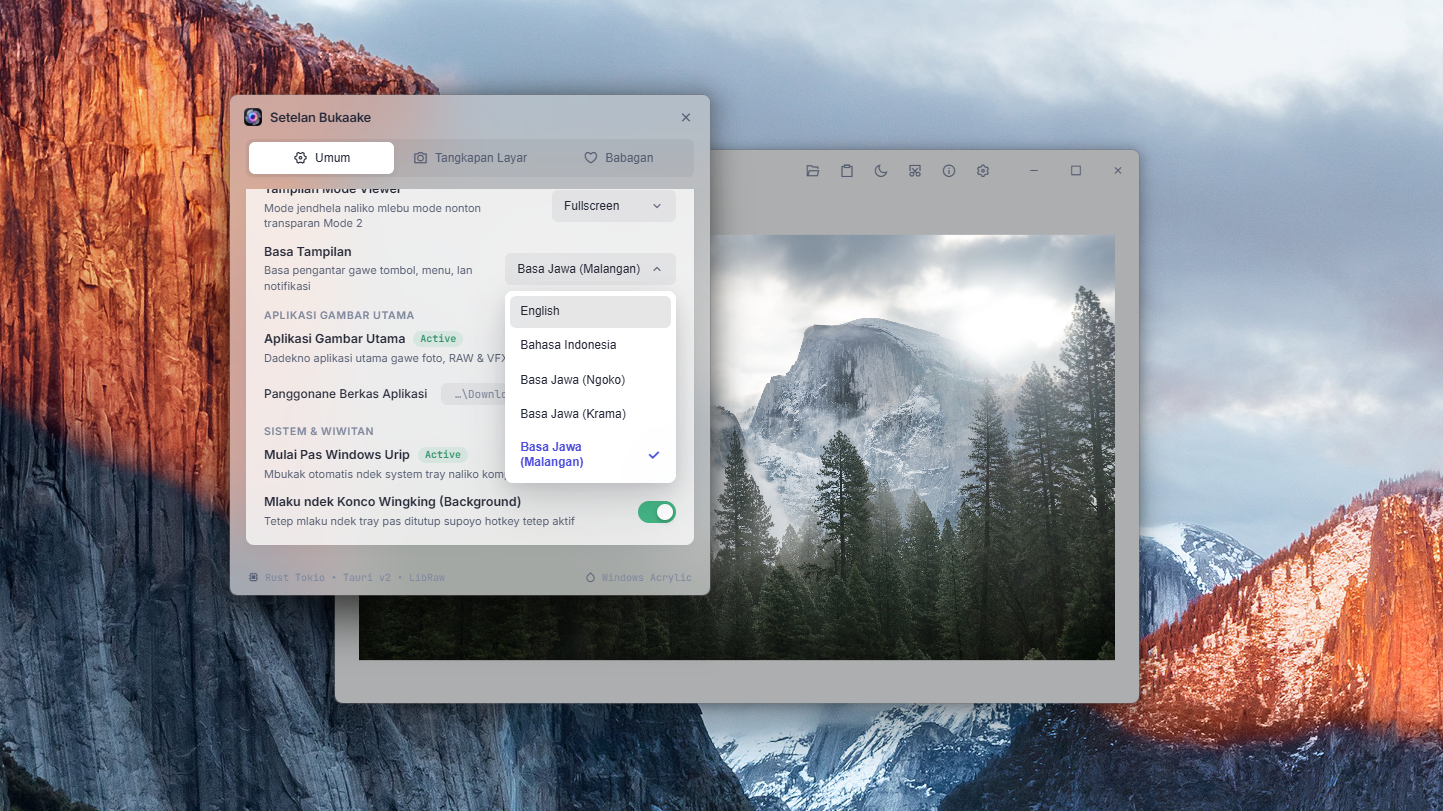 Setelan Bukaake
Umum
Tangkapan Layar
Babagan
Tampilan Mode Viewer
Mode jendhela naliko mlebu mode nonton
transparan Mode 2
Fullscreen
Basa Tampilan
Basa pengantar gawe tombol, menu, lan
notifikasi
Basa Jawa (Malangan)
English
Bahasa Indonesia
Basa Jawa (Ngoko)
Basa Jawa (Krama)
Basa Jawa
(Malangan)
APLIKASI GAMBAR UTAMA
Aplikasi Gambar Utama Active
Dadekno aplikasi utama gawe foto, RAW & VFX
Panggonane Berkas Aplikasi
SISTEM & WIWITAN
Mulai Pas Windows Urip Active
Mbukak otomatis ndek system tray naliko
Mlaku ndek Konco Wingking (Background)
Tetep mlaku ndek tray pas ditutup supoyo hotkey tetep aktif
Rust Tokio • Tauri v2 • LibRaw
Windows Acrylic